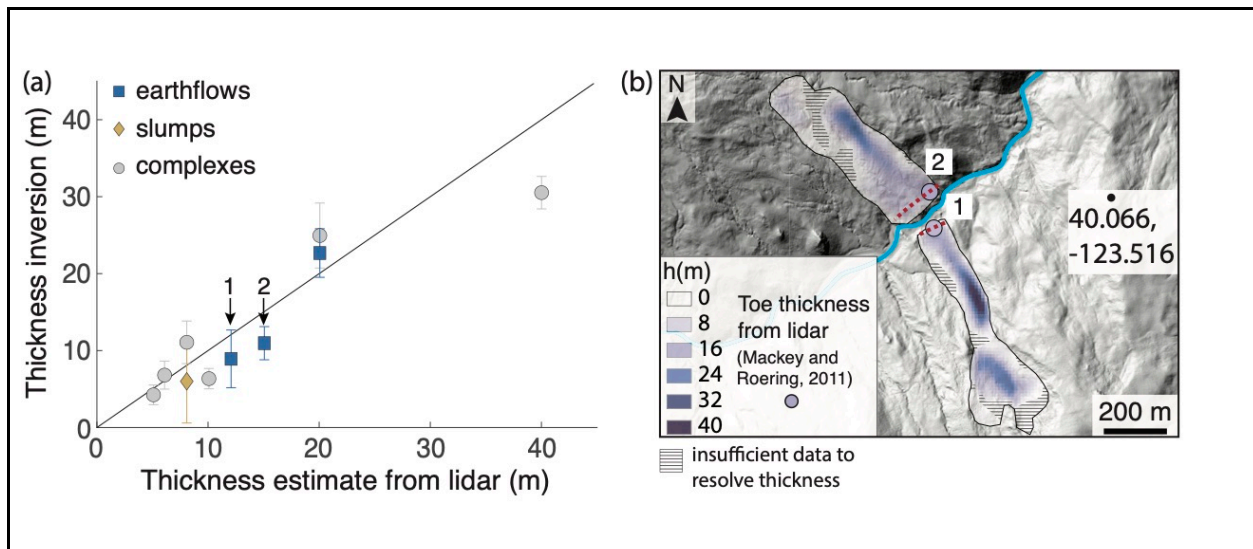 (a)
earthflows
slumps
complexes
Thickness inversion (m)
40
30
20
10
0
1
2
0
10
20
30
40
Thickness estimate from lidar (m)
(b)
N
2
1
40.066,
-123.516
h(m)
0
8
16
24
32
40
Toe thickness
from lidar
(Mackey and
Roering, 2011)
200 m
insufficient data to
resolve thickness